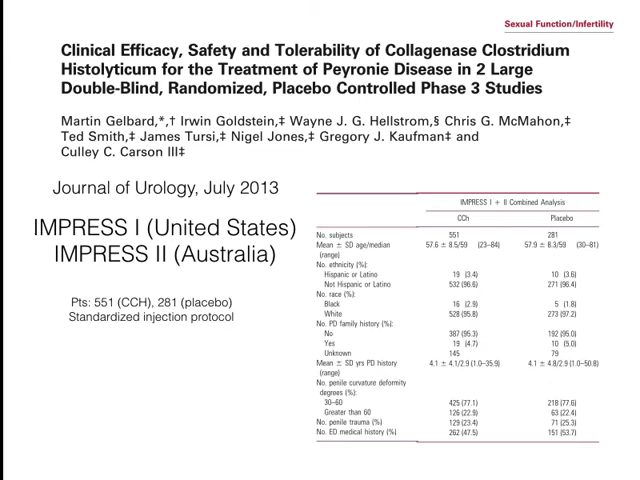 Sexual Function/Infertility
Clinical Efficacy, Safety and Tolerability of Collagenase Clostridium
Histolyticum for the Treatment of Peyronie Disease in 2 Large
Double-Blind, Randomized, Placebo Controlled Phase 3 Studies
Martin Gelbard,*,† Irwin Goldstein,‡ Wayne J. G. Hellstrom,§ Chris G. McMahon,‡
Ted Smith,‡ James Tursi,‡ Nigel Jones,‡ Gregory J. Kaufman‡ and
Culley C. Carson III‡
Journal of Urology, July 2013
IMPRESS I (United States)
IMPRESS II (Australia)
Pts: 551 (CCH), 281 (placebo)
Standardized injection protocol
IMPRESS I + II Combined Analysis
CCh Placebo
No. subjects 551 281
Mean ± SD age/median 57.6 ± 8.5/59 (23–84) 57.9 ± 8.3/59 (30–81)
(range)
No. ethnicity (%):
Hispanic or Latino 19 (3.4) 10 (3.6)
Not Hispanic or Latino 532 (96.6) 271 (96.4)
No. race (%):
Black 16 (2.9) 5 (1.8)
White 528 (95.8) 273 (97.2)
No. PD family history (%):
No 387 (95.3) 192 (95.0)
Yes 19 (4.7) 10 (5.0)
Unknown 145 79
Mean ± SD yrs PD history 4.1 ± 4.1/2.9 (1.0–35.9) 4.1 ± 4.8/2.9 (1.0–50.8)
(range)
No. penile curvature deformity
degrees (%):
30–60 425 (77.1) 218 (77.6)
Greater than 60 126 (22.9) 63 (22.4)
No. penile trauma (%) 129 (23.4) 71 (25.3)
No. ED medical history (%) 262 (47.5) 151 (53.7)